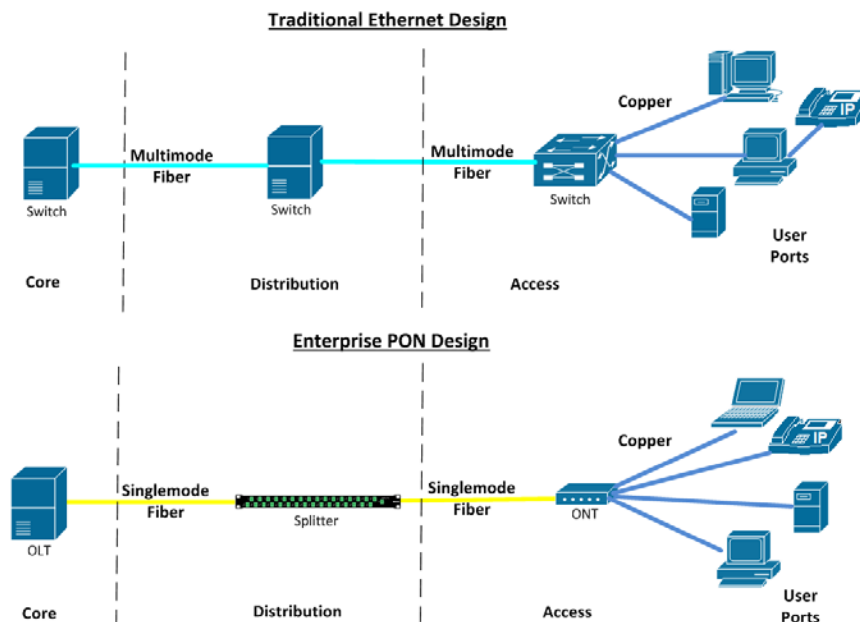 Traditional Ethernet Design
Copper
IP
Multimode
Fiber
Multimode
Fiber
Switch
Switch
Switch
User
Ports
Core
Distribution
Access
Enterprise PON Design
Copper
IP
Singlemode
Fiber
Singlemode
Fiber
Splitter
ONT
OLT
User
Ports
Core
Distribution
Access